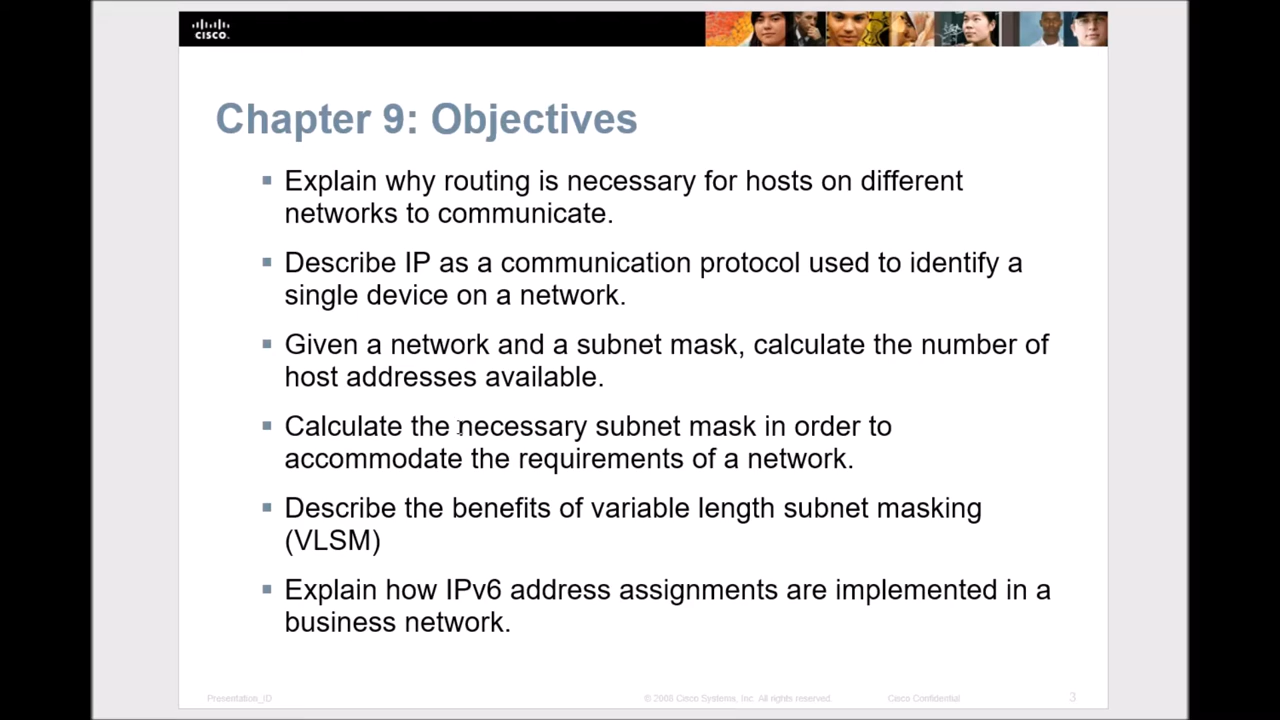 CISCO.
Chapter 9: Objectives
Explain why routing is necessary for hosts on different
networks to communicate.
Describe IP as a communication protocol used to identify a
single device on a network.
Given a network and a subnet mask, calculate the number of
host addresses available.
Calculate the necessary subnet mask in order to
accommodate the requirements of a network.
Describe the benefits of variable length subnet masking
(VLSM)
Explain how IPv6 address assignments are implemented in a
business network.
Presentation_ID
© 2008 Cisco Systems, Inc. All rights reserved.
Cisco Confidential
3